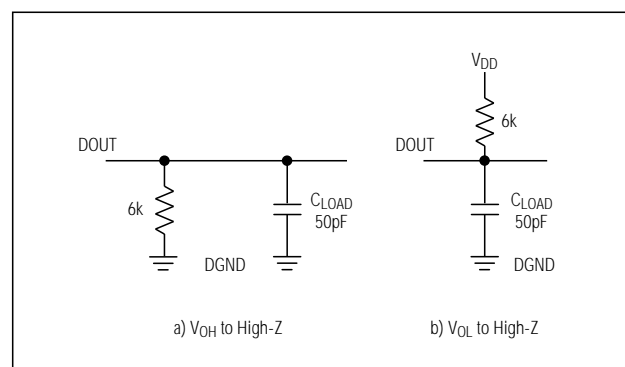 DOUT
6k
DGND
CLOAD
50pF
a) VOH to High-Z
VDD
6k
DOUT
CLOAD
50pF
DGND
b) VOL to High-Z